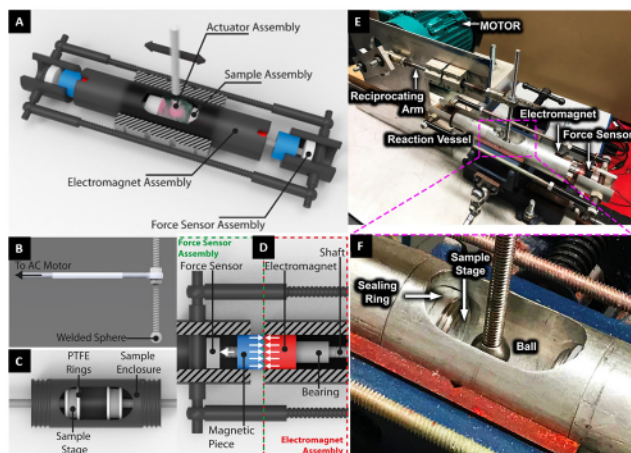 A
Actuator Assembly
Sample Assembly
Electromagnet Assembly
Force Sensor Assembly
B
To AC Motor
Welded Sphere
C
PTFE
Rings
Sample
Enclosure
Sample
Stage
Force Sensor
Assembly
D
Shaft
Force Sensor
Electromagnet
Bearing
Magnetic
Piece
Electromagnet
Assembly
E
MOTOR
Reciprocating
Arm
Electromagnet
Force Sensor
Reaction Vessel
F
Sample
Stage
Sealing
Ring
Ball